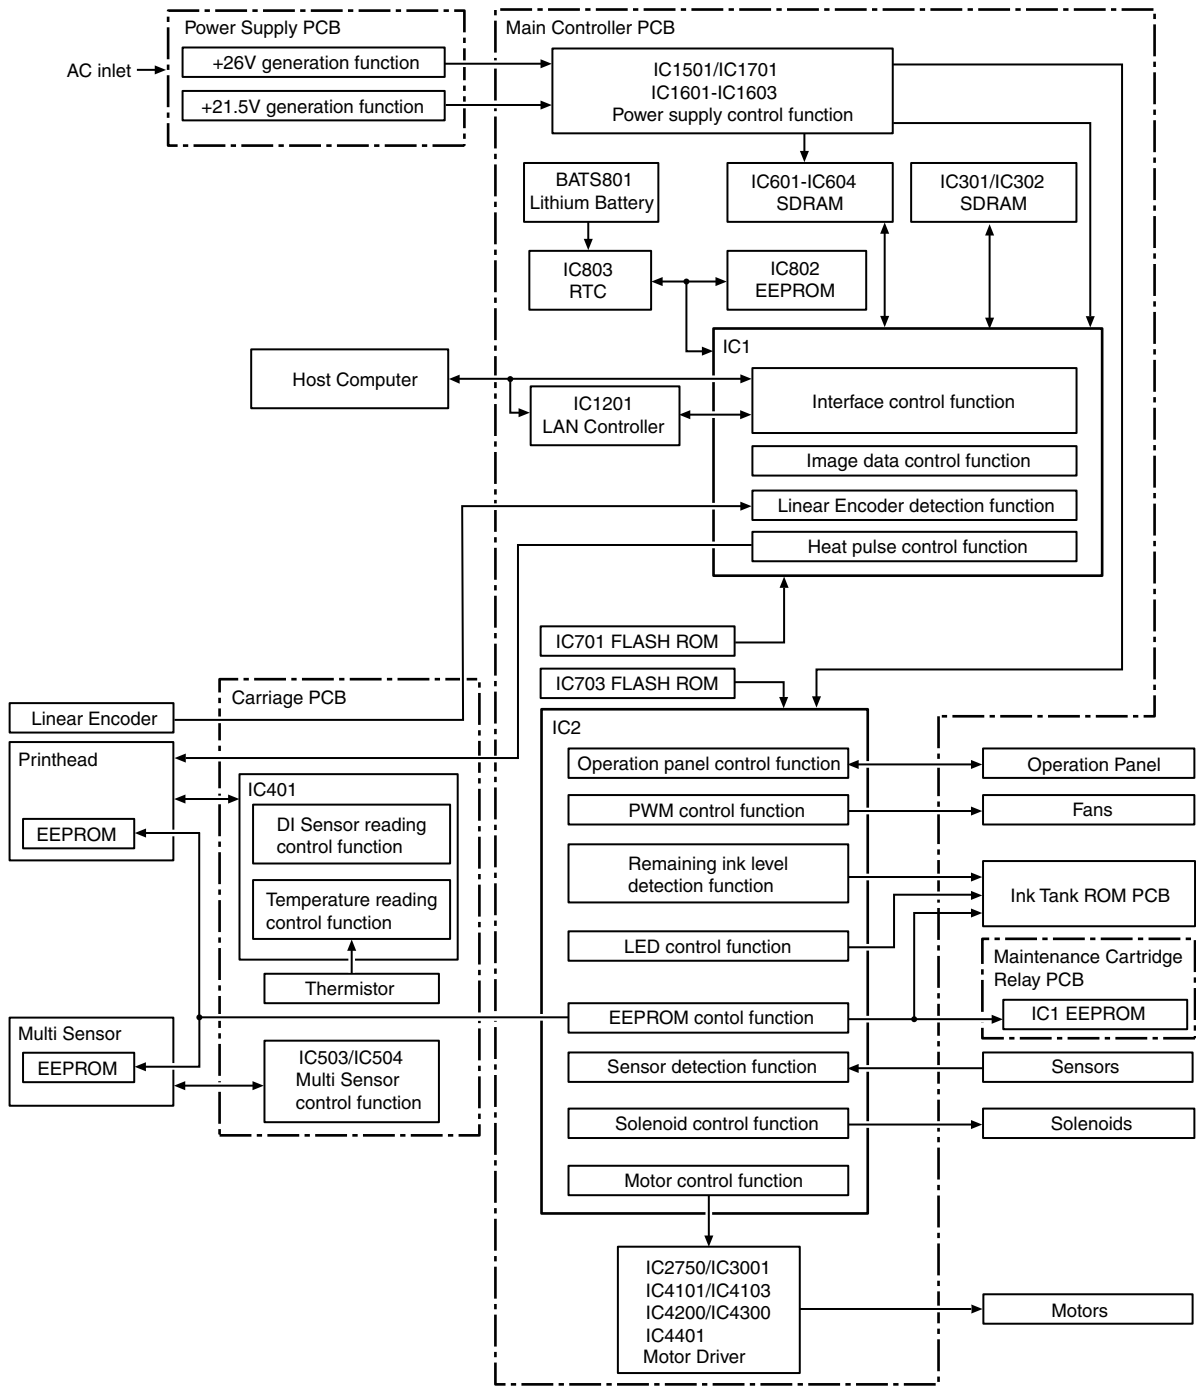 Power Supply PCB
AC inlet
+26V generation function
+21.5V generation function
Main Controller PCB
IC1501/IC1701
IC1601-IC1603
Power supply control function
BATS801
Lithium Battery
IC601-IC604
SDRAM
IC301/IC302
SDRAM
IC803
RTC
IC802
EEPROM
IC1
Host Computer
IC1201
LAN Controller
Interface control function
Image data control function
Linear Encoder detection function
Heat pulse control function
IC701 FLASH ROM
IC703 FLASH ROM
Carriage PCB
Linear Encoder
Printhead
EEPROM
IC401
DI Sensor reading
control function
Temperature reading
control function
Thermistor
Multi Sensor
EEPROM
IC503/IC504
Multi Sensor
control function
IC2
Operation panel control function
PWM control function
Remaining ink level
detection function
LED control function
EEPROM contol function
Sensor detection function
Solenoid control function
Motor control function
Operation Panel
Fans
Ink Tank ROM PCB
Maintenance Cartridge
Relay PCB
IC1 EEPROM
Sensors
Solenoids
IC2750/IC3001
IC4101/IC4103
IC4200/IC4300
IC4401
Motor Driver
Motors